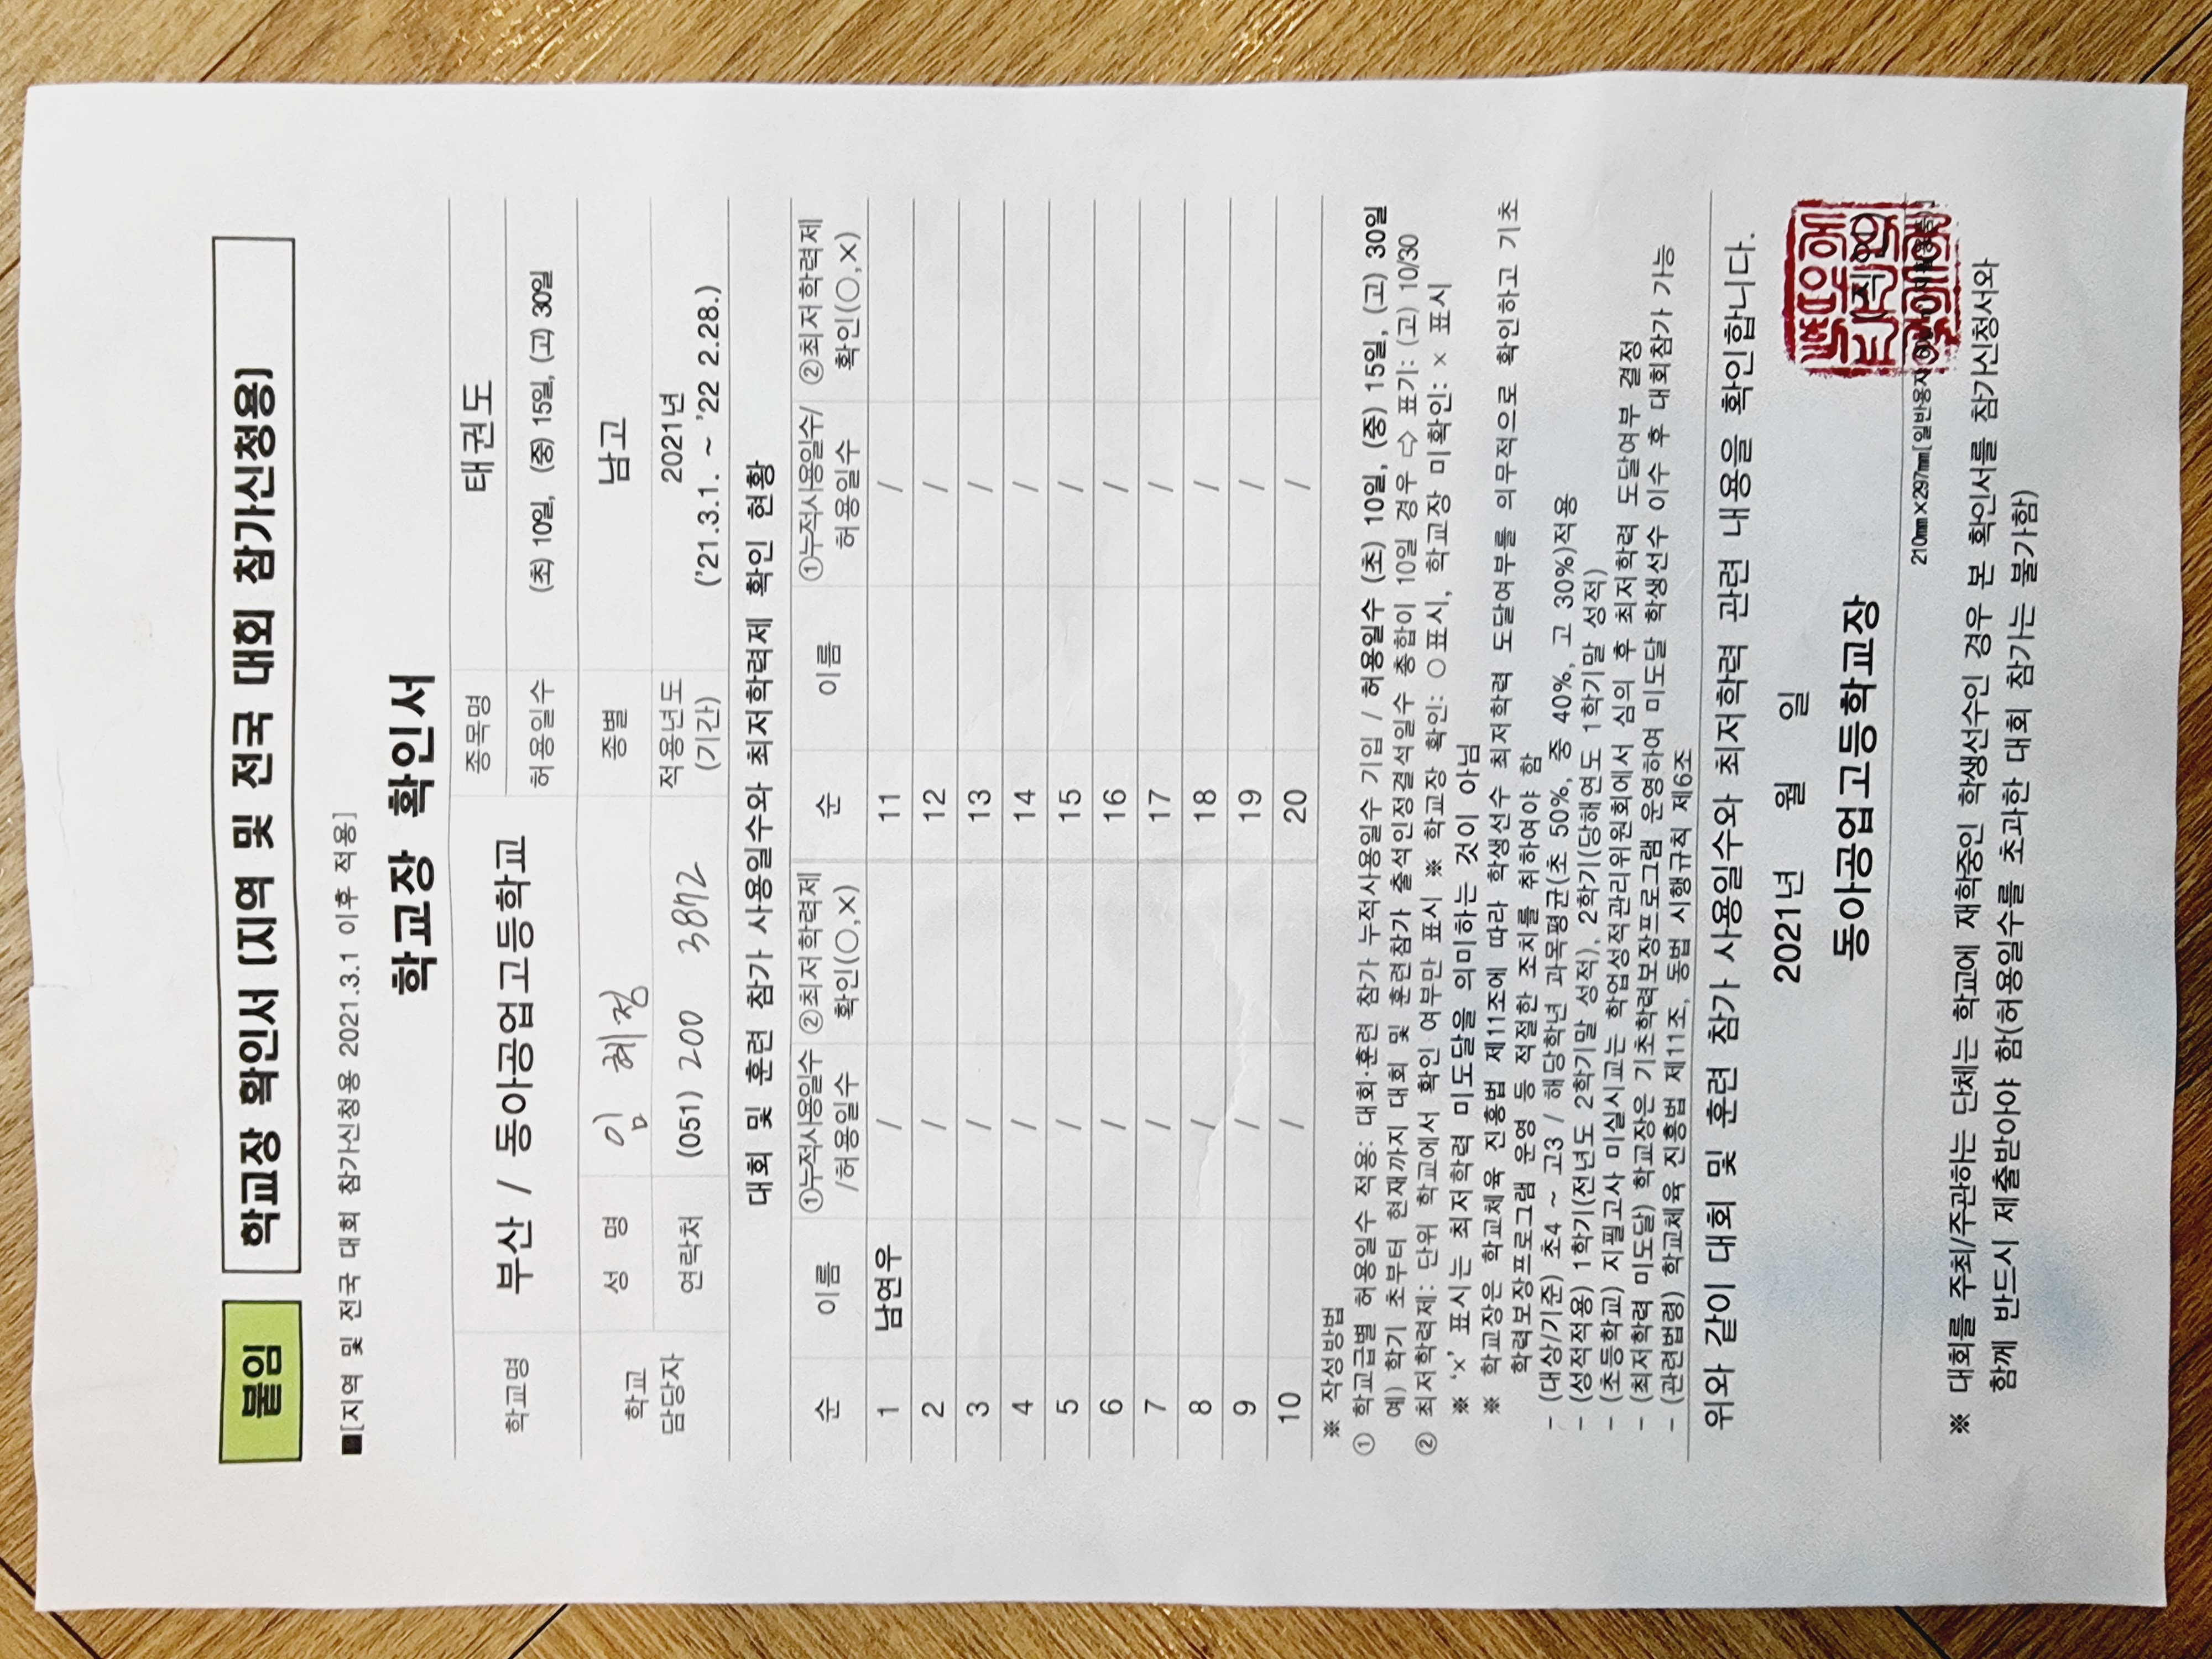 붙임
학교장 확인서 (지역 및 전국 대회 참가신청용)
■[지역 및 전국 대회 참가신청용 2021.3.1 이후 적용]
학교장 확인서
학교명 부산 / 동아공업고등학교 종목명 태권도
허용일수 (초) 10일, (중) 15일, (고) 30일
학교 담당자 성 명 임 혜정 종별 남고
연락처 (051) 200 3872 적용년도 (기간) 2021년 ('21.3.1. ~ '22 2.28.)
대회 및 훈련 참가 사용일수와 최저학력제 확인 현황
순 이름 ①누적사용일수 /허용일수 ②최저학력제 확인(○,×) 순 이름 ①누적사용일수/ 허용일수 ②최저학력제 확인(○,×)
1 남연우 / 11 /
2 / 12 /
3 / 13 /
4 / 14 /
5 / 15 /
6 / 16 /
7 / 17 /
8 / 18 /
9 / 19 /
10 / 20 /
※ 작성방법
① 학교급별 허용일수 적용: 대회·훈련 참가 누적사용일수 기입 / 허용일수 (초) 10일, (중) 15일, (고) 30일
예) 학기 초부터 현재까지 대회 및 훈련참가 출석인정결석일수 총합이 10일 경우 ⇨ 표기: (고) 10/30
② 최저학력제: 단위 학교에서 확인 여부만 표시 ※ 학교장 확인: ○표시, 학교장 미확인: × 표시
※ '×' 표시는 최저학력 미도달을 의미하는 것이 아님
※ 학교장은 학교체육 진흥법 제11조에 따라 학생선수 최저학력 도달여부를 의무적으로 확인하고 기초
학력보장프로그램 운영 등 적절한 조치를 취하여야 함
- (대상/기준) 초4 ~ 고3 / 해당학년 과목평균(초 50%, 중 40%, 고 30%)적용
- (성적적용) 1학기(전년도 2학기말 성적), 2학기(당해연도 1학기말 성적)
- (초등학교) 지필고사 미실시교는 학업성적관리위원회에서 심의 후 최저학력 도달여부 결정
- (최저학력 미도달) 학교장은 기초학력보장프로그램 운영하여 미도달 학생선수 이수 후 대회참가 가능
- (관련법령) 학교체육 진흥법 제11조, 동법 시행규칙 제6조
위와 같이 대회 및 훈련 참가 사용일수와 최저학력 관련 내용을 확인합니다.
2021년 월 일
동아공업고등학교장 (직인)
210㎜×297㎜[일반용지
※ 대회를 주최/주관하는 단체는 학교에 재학중인 학생선수인 경우 본 확인서를 참가신청서와
함께 반드시 제출받아야 함(허용일수를 초과한 대회 참가는 불가함)